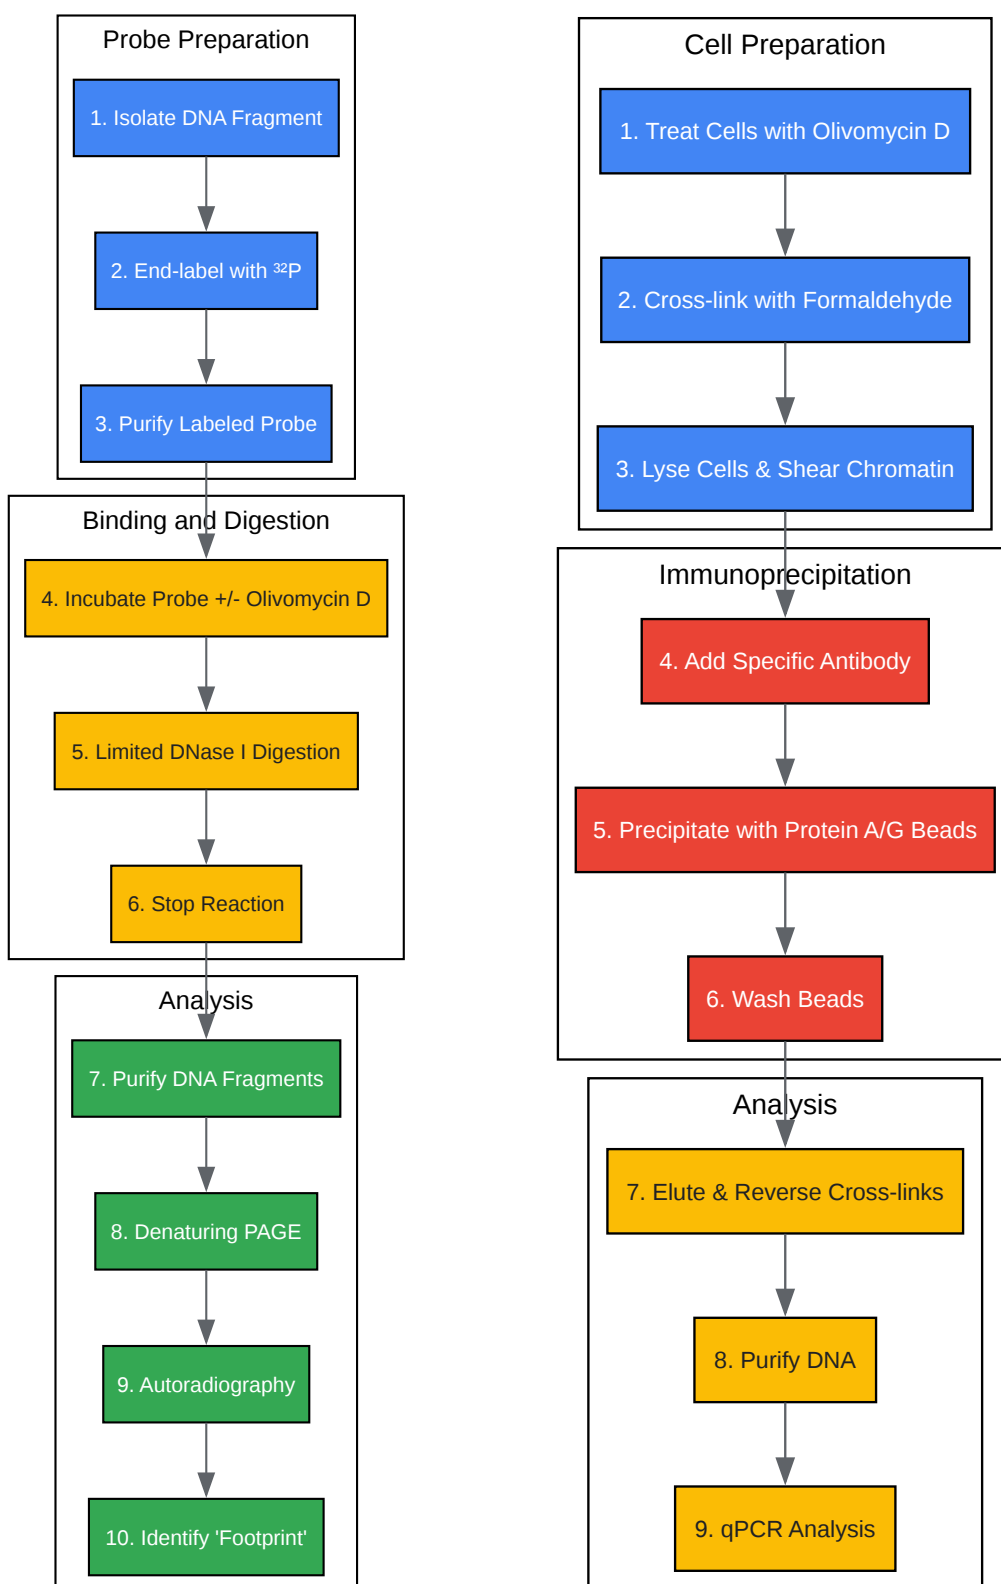 Probe Preparation
1. Isolate DNA Fragment
2. End-label with ³²P
3. Purify Labeled Probe
Binding and Digestion
4. Incubate Probe +/- Olivomycin D
5. Limited DNase I Digestion
6. Stop Reaction
Analysis
7. Purify DNA Fragments
8. Denaturing PAGE
9. Autoradiography
10. Identify 'Footprint'
Cell Preparation
1. Treat Cells with Olivomycin D
2. Cross-link with Formaldehyde
3. Lyse Cells & Shear Chromatin
Immunoprecipitation
4. Add Specific Antibody
5. Precipitate with Protein A/G Beads
6. Wash Beads
Analysis
7. Elute & Reverse Cross-links
8. Purify DNA
9. qPCR Analysis